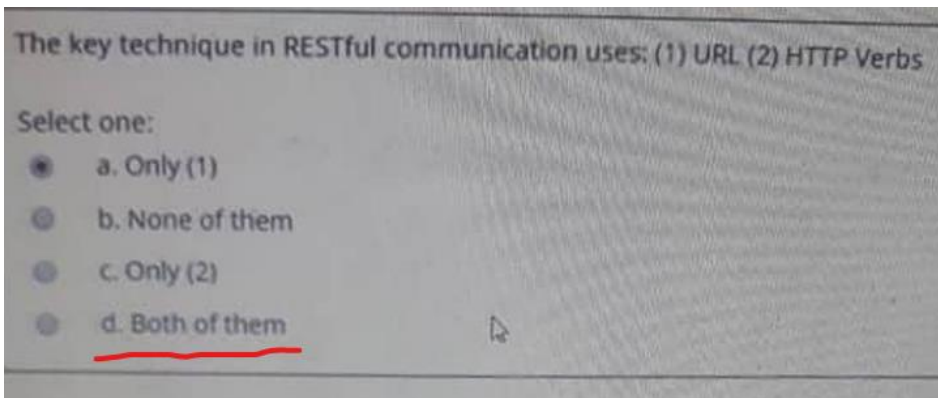 The key technique in RESTful communication uses: (1) URL (2) HTTP Verbs
Select one:
a. Only (1)
b. None of them
c. Only (2)
d. Both of them